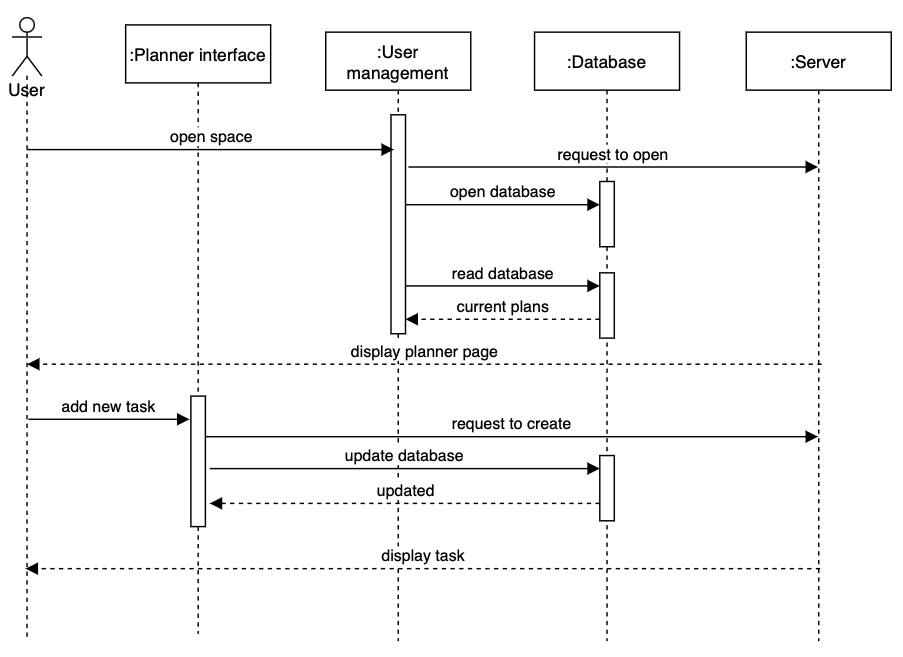 :Planner interface
:User
management
:Database
:Server
User
open space
request to open
open database
read database
current plans
display planner page
add new task
request to create
update database
updated
display task